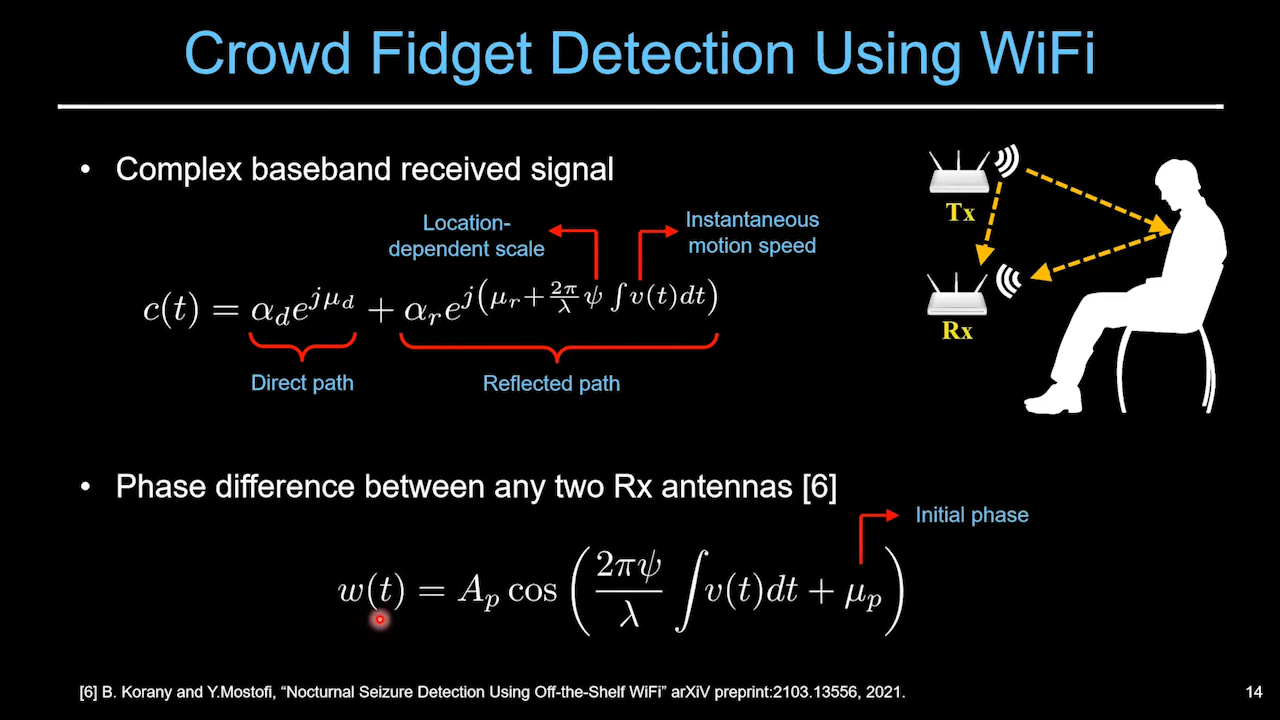 Crowd Fidget Detection Using WiFi
• Complex baseband received signal
Location-
dependent scale
Instantaneous
motion speed
c(t) = α_d e^{jμ_d} + α_r e^{j(μ_r + \frac{2π}{λ} ψ ∫ v(t)dt)}
Direct path
Reflected path
Tx
Rx
• Phase difference between any two Rx antennas [6]
Initial phase
w(t) = A_p cos(\frac{2πψ}{λ} ∫ v(t)dt + μ_p)
[6] B. Korany and Y.Mostofi, “Nocturnal Seizure Detection Using Off-the-Shelf WiFi” arXiV preprint:2103.13556, 2021.
14